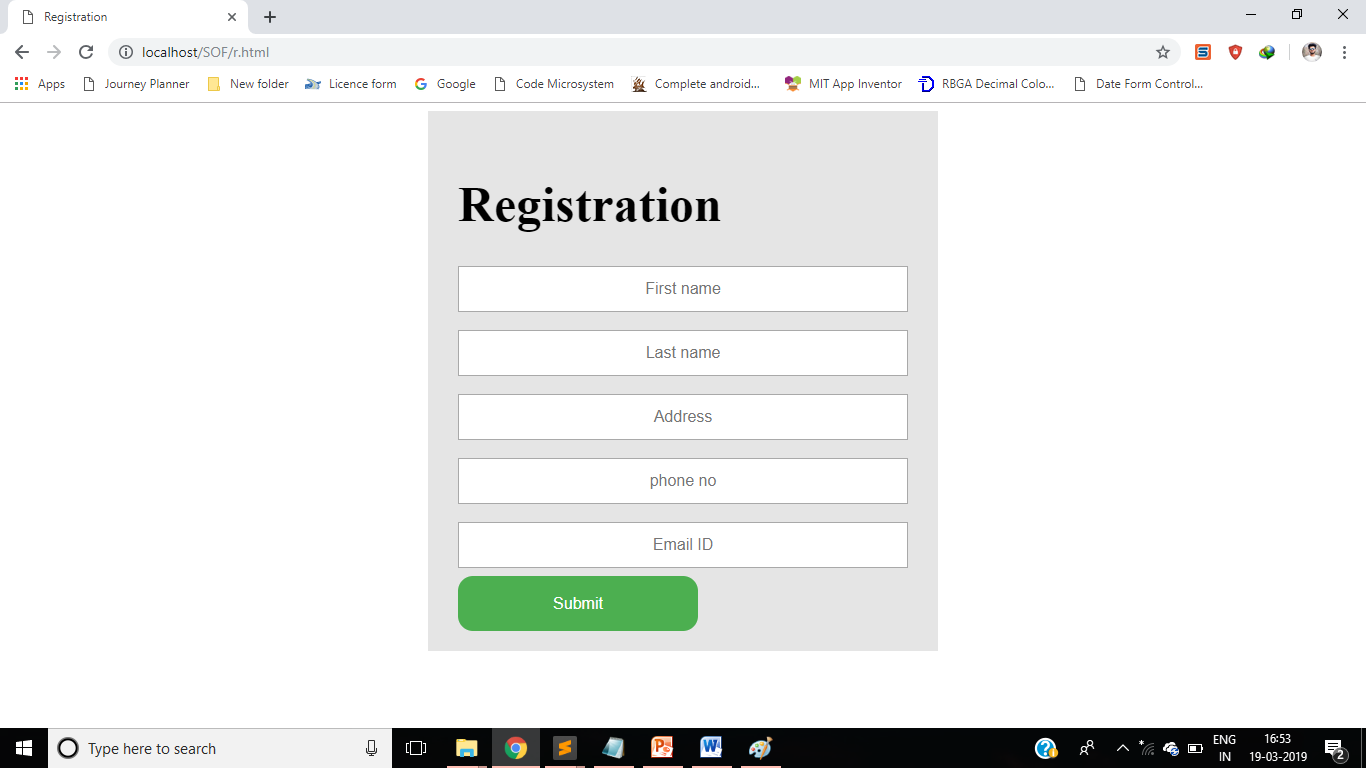 Registration
localhost/SOF/r.html
Apps Journey Planner New folder Licence form Google Code Microsystem Complete android... MIT App Inventor RBGA Decimal Colo... Date Form Control...
Registration
First name
Last name
Address
phone no
Email ID
Submit
Type here to search
ENG
IN
16:53
19-03-2019
2